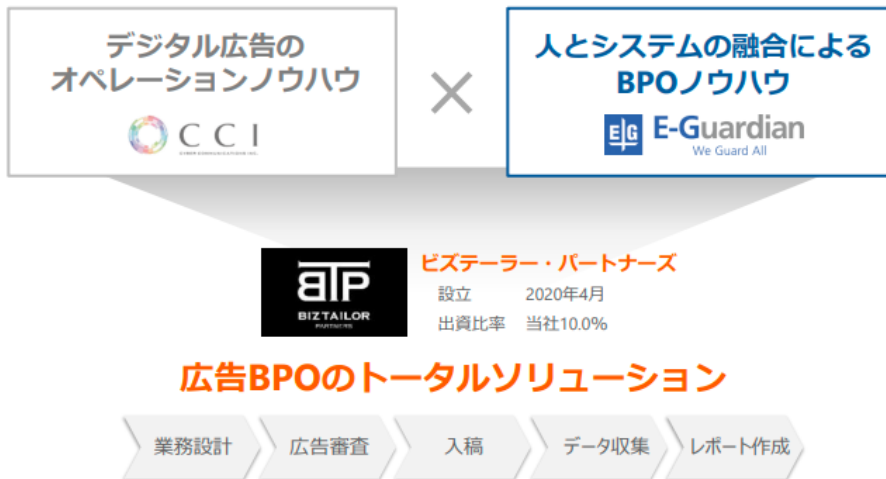 デジタル広告の
オペレーションノウハウ
CCI
CYBER COMMUNICATIONS INC.
×
人とシステムの融合による
BPOノウハウ
E|G E-Guardian
We Guard All
BTP
BIZTAILOR
PARTNERS
ビズテーラー・パートナーズ
設立 2020年4月
出資比率 当社10.0%
広告BPOのトータルソリューション
業務設計 広告審査 入稿 データ収集 レポート作成